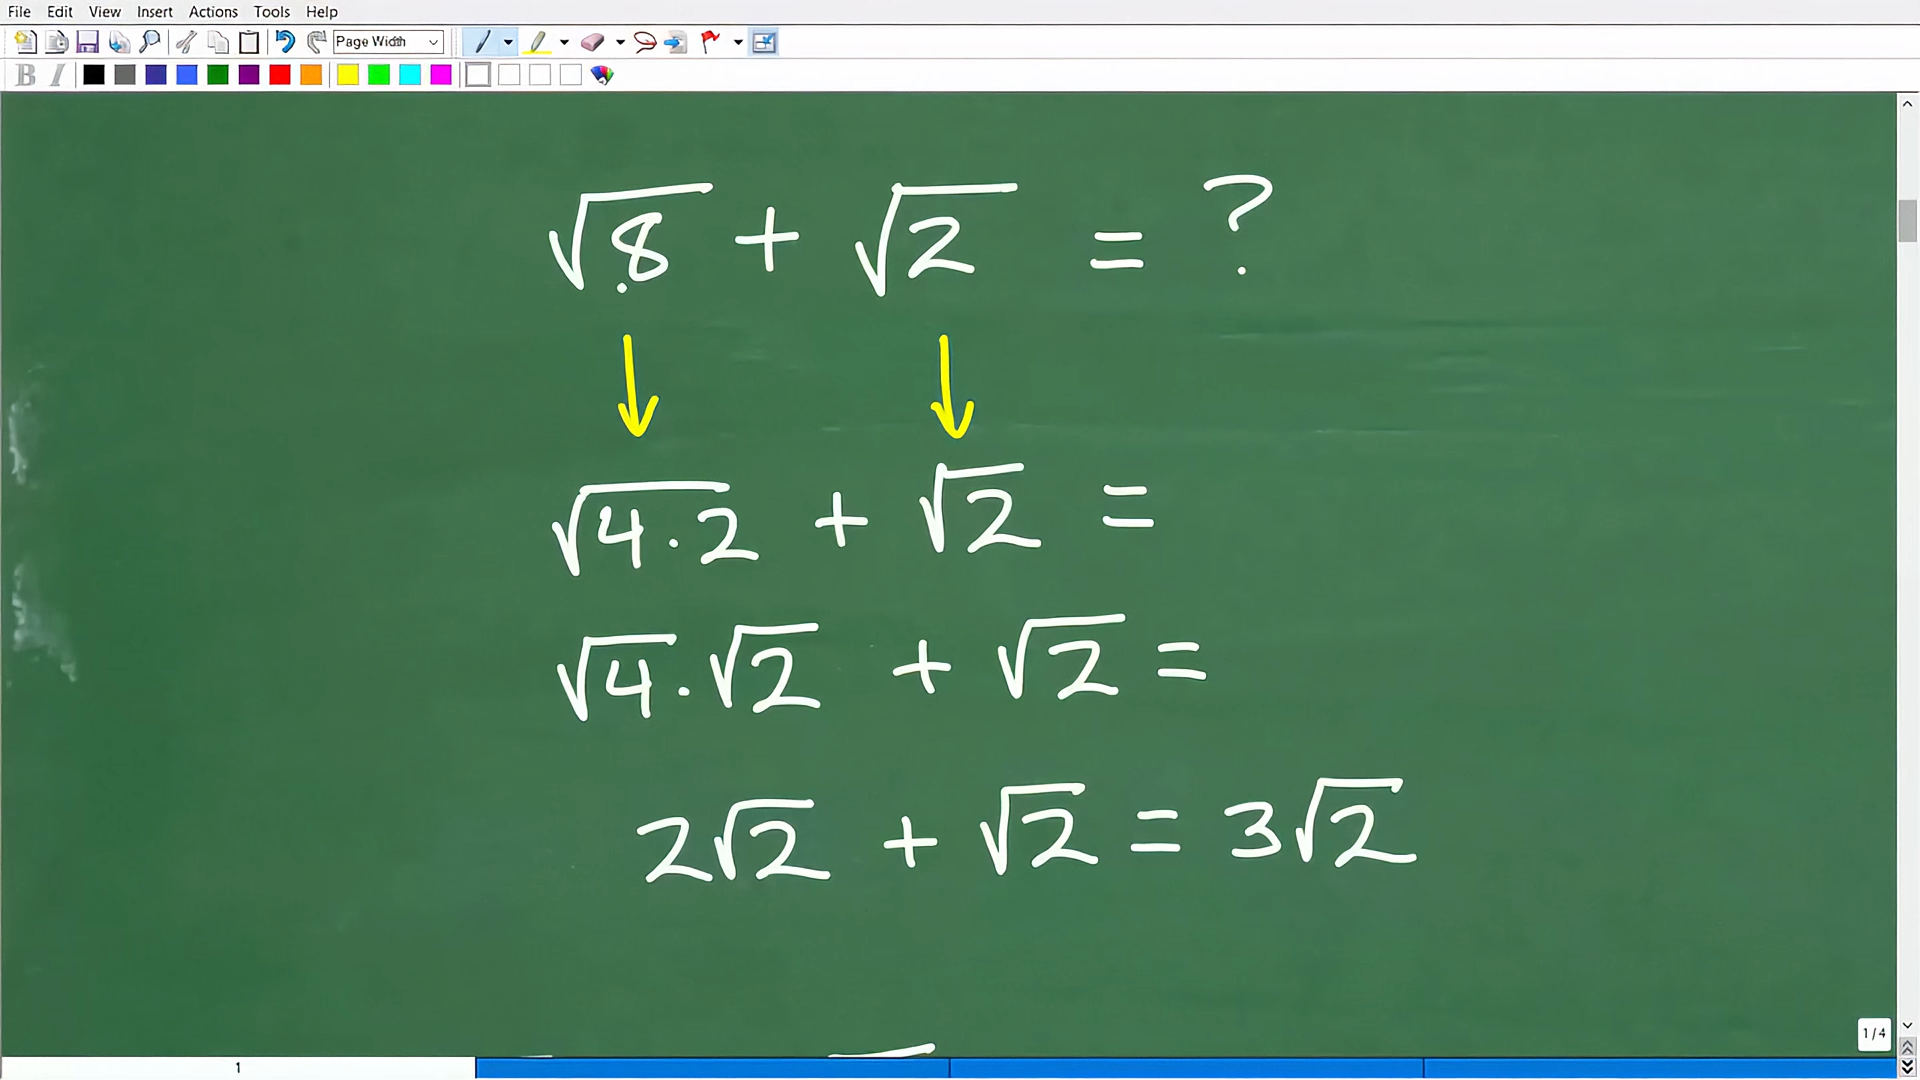 File Edit View Insert Actions Tools Help
Page Width
B I
√8 + √2 = ?
√4·2 + √2 =
√4·√2 + √2 =
2√2 + √2 = 3√2
1/4
1